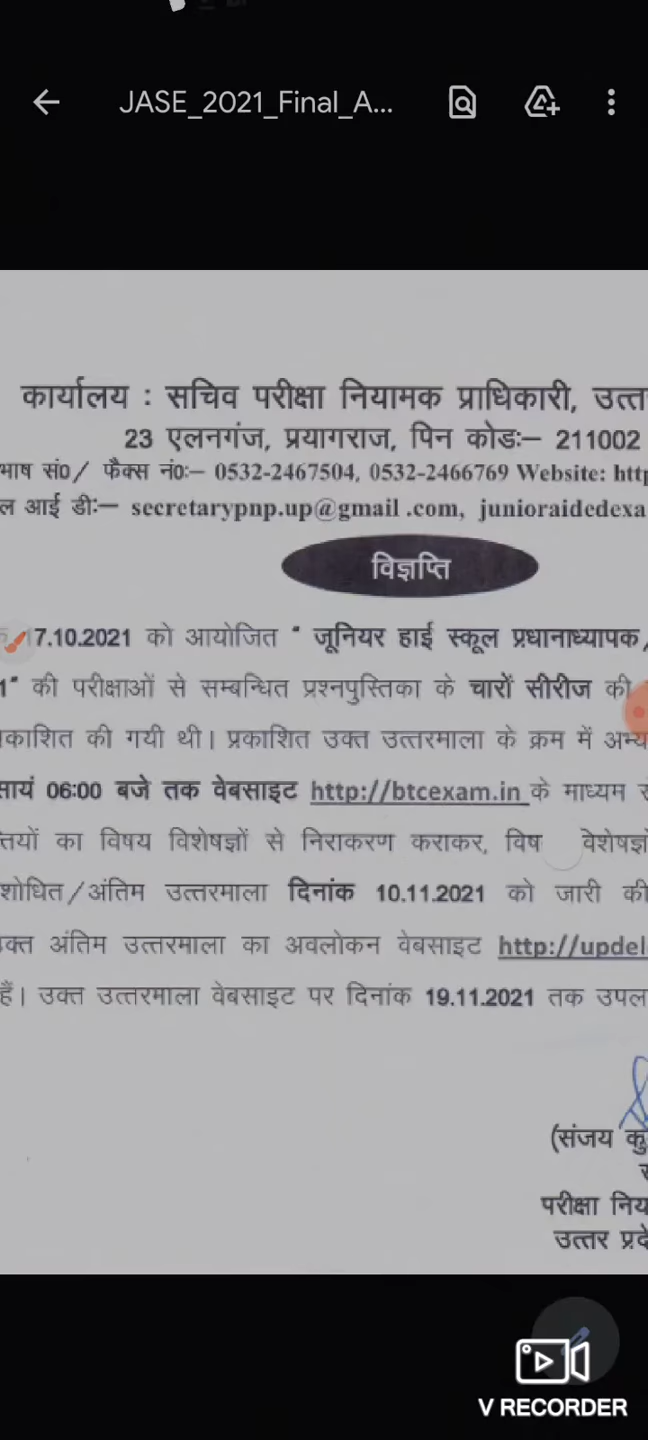 JASE_2021_Final_A...
कार्यालय : सचिव परीक्षा नियामक प्राधिकारी, उत्त
23 एलनगंज, प्रयागराज, पिन कोडः– 211002
भाष सं0/ फैक्स नं0:– 0532-2467504, 0532-2466769 Website: http
ल आई डीः– secretarypnp.up@gmail .com, junioraidedexa
विज्ञप्ति
17.10.2021 को आयोजित " जूनियर हाई स्कूल प्रधानाध्यापक/
1" की परीक्षाओं से सम्बन्धित प्रश्नपुस्तिका के चारों सीरीज की
काशित की गयी थी। प्रकाशित उक्त उत्तरमाला के क्रम में अभ्य
सायं 06:00 बजे तक वेबसाइट http://btcexam.in के माध्यम
त्तियों का विषय विशेषज्ञों से निराकरण कराकर, विष वेशेषज्ञों
शोधित/अंतिम उत्तरमाला दिनांक 10.11.2021 को जारी की
क्त अंतिम उत्तरमाला का अवलोकन वेबसाइट http://updel
हैं। उक्त उत्तरमाला वेबसाइट पर दिनांक 19.11.2021 तक उपल
(संजय कु
परीक्षा निय
उत्तर प्रदे
V RECORDER